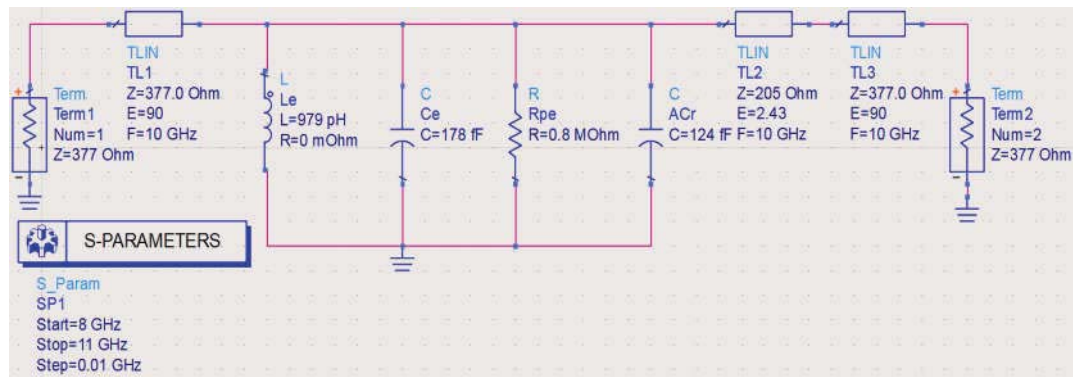 TLIN
TL1
Z=377.0 Ohm
E=90
F=10 GHz
Term
Term1
Num=1
Z=377 Ohm
L
Le
L=979 pH
R=0 mOhm
C
Ce
C=178 fF
R
Rpe
R=0.8 MOhm
C
ACr
C=124 fF
TLIN
TL2
Z=205 Ohm
E=2.43
F=10 GHz
TLIN
TL3
Z=377.0 Ohm
E=90
F=10 GHz
Term
Term2
Num=2
Z=377 Ohm
S-PARAMETERS
S_Param
SP1
Start=8 GHz
Stop=11 GHz
Step=0.01 GHz